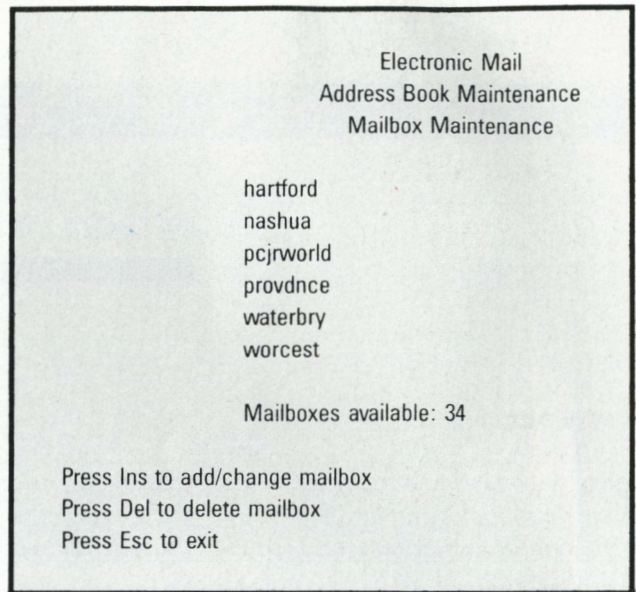 Electronic Mail
Address Book Maintenance
Mailbox Maintenance
hartford
nashua
pcjrworld
provdnce
waterbry
worcest
Mailboxes available: 34
Press Ins to add/change mailbox
Press Del to delete mailbox
Press Esc to exit